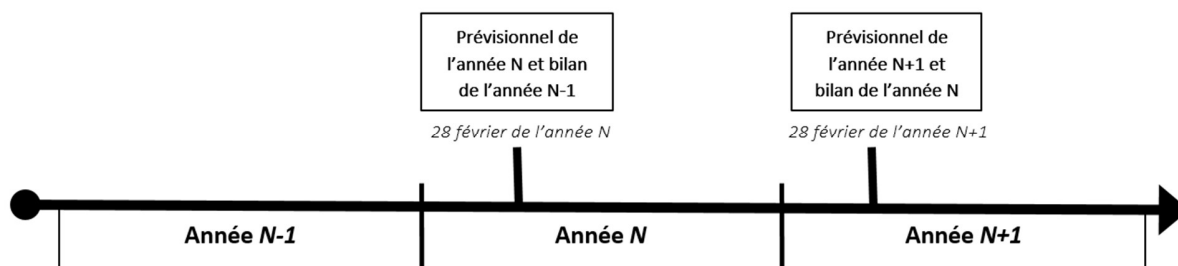 Prévisionnel de
l'année N et bilan
de l'année N-1
Prévisionnel de
l'année N+1 et
bilan de l'année N
28 février de l'année N
28 février de l'année N+1
Année N-1
Année N
Année N+1